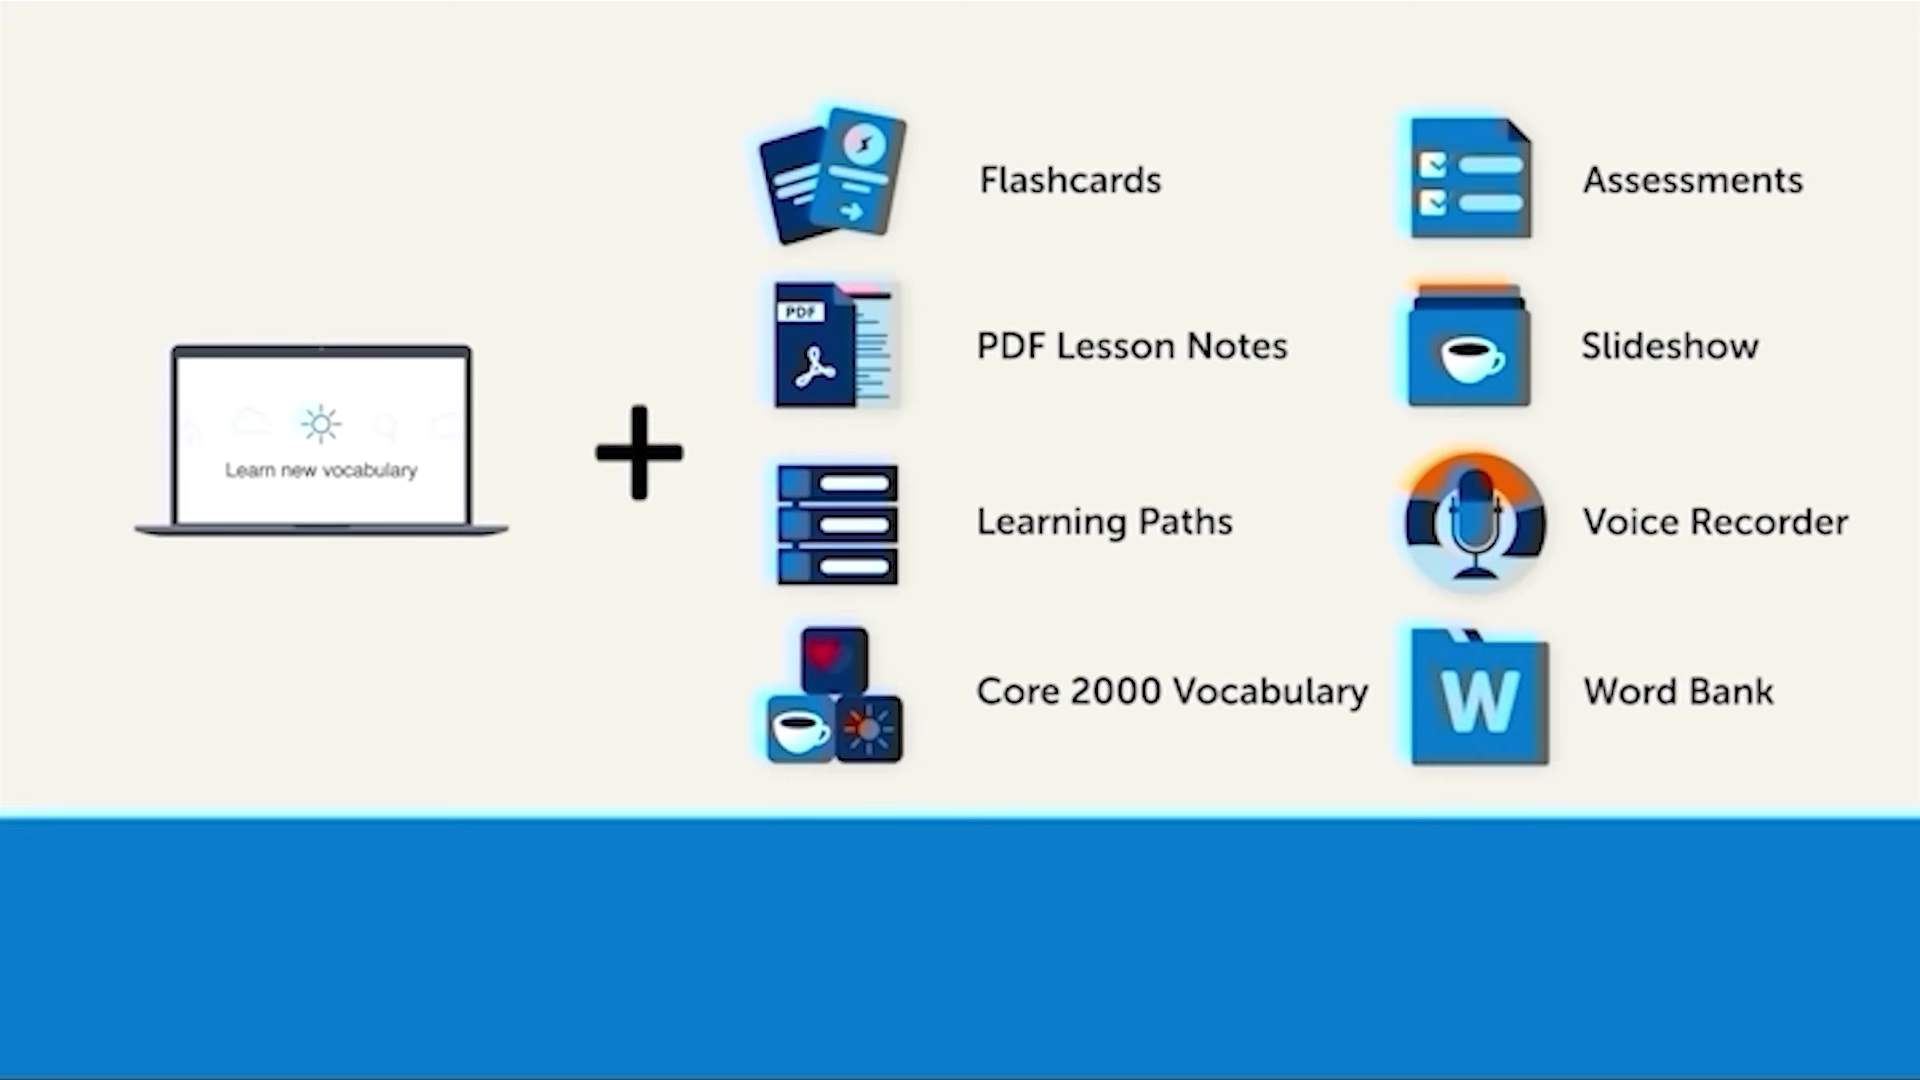 Learn new vocabulary
Flashcards
PDF
PDF Lesson Notes
Learning Paths
Core 2000 Vocabulary
Assessments
Slideshow
Voice Recorder
W
Word Bank